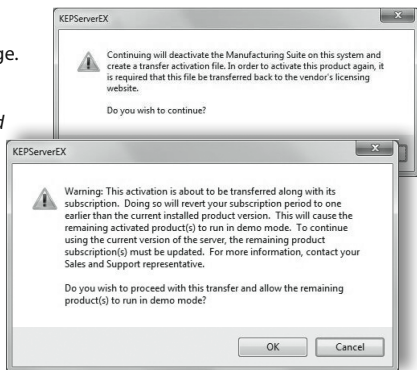 ge.
d
KEPServerEX
x
Continuing will deactivate the Manufacturing Suite on this system and
create a transfer activation file. In order to activate this product again, it
is required that this file be transferred back to the vendor's licensing
website.
Do you wish to continue?
KEPServerEX
x
Warning: This activation is about to be transferred along with its
subscription. Doing so will revert your subscription period to one
earlier than the current installed product version. This will cause the
remaining activated product(s) to run in demo mode. To continue
using the current version of the server, the remaining product
subscription(s) must be updated. For more information, contact your
Sales and Support representative.
Do you wish to proceed with this transfer and allow the remaining
product(s) to run in demo mode?
OK Cancel